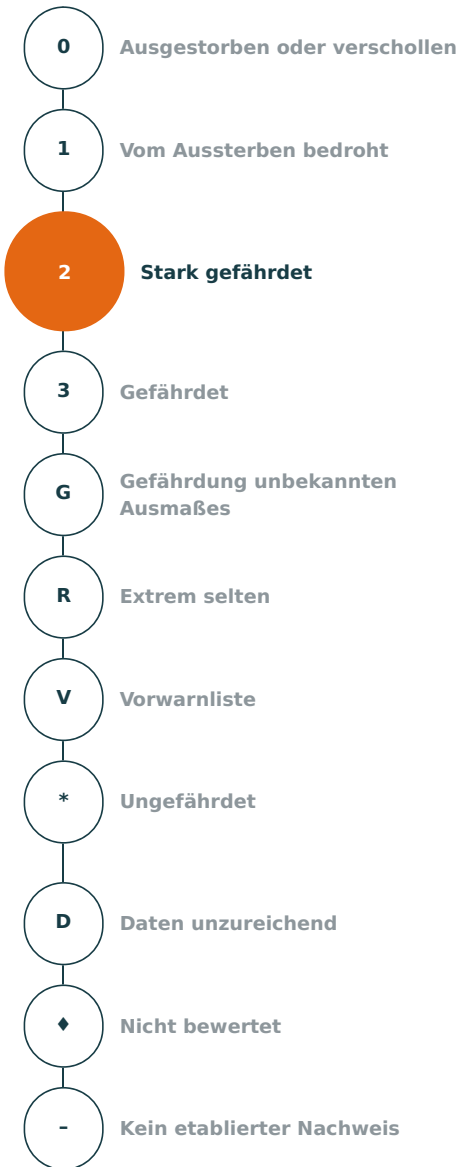 0 Ausgestorben oder verschollen
1 Vom Aussterben bedroht
2 Stark gefährdet
3 Gefährdet
G Gefährdung unbekannten
Ausmaßes
R Extrem selten
V Vorwarnliste
* Ungefährdet
D Daten unzureichend
♦ Nicht bewertet
– Kein etablierter Nachweis